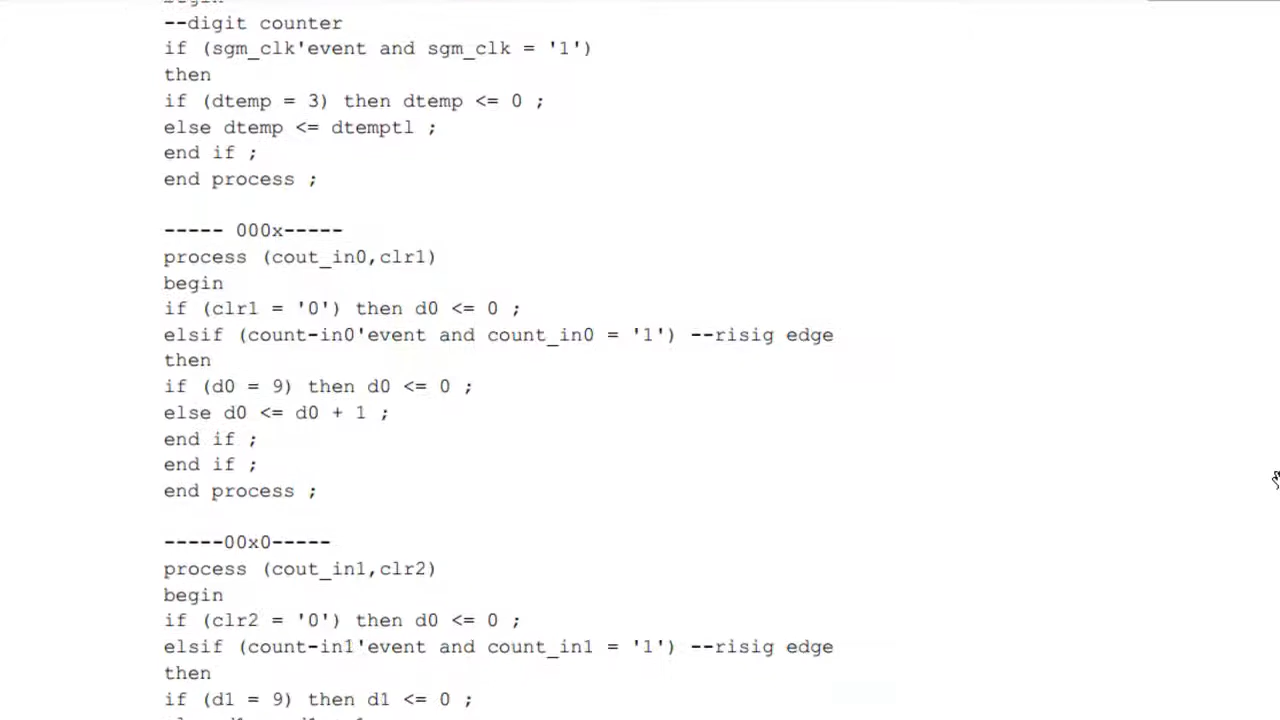 --digit counter
if (sgm_clk'event and sgm_clk = '1')
then
if (dtemp = 3) then dtemp <= 0 ;
else dtemp <= dtempt1 ;
end if ;
end process ;
----- 000x-----
process (cout_in0,clr1)
begin
if (clr1 = '0') then d0 <= 0 ;
elsif (count-in0'event and count_in0 = '1') --risig edge
then
if (d0 = 9) then d0 <= 0 ;
else d0 <= d0 + 1 ;
end if ;
end if ;
end process ;
-----00x0-----
process (cout_in1,clr2)
begin
if (clr2 = '0') then d0 <= 0 ;
elsif (count-in1'event and count_in1 = '1') --risig edge
then
if (d1 = 9) then d1 <= 0 ;